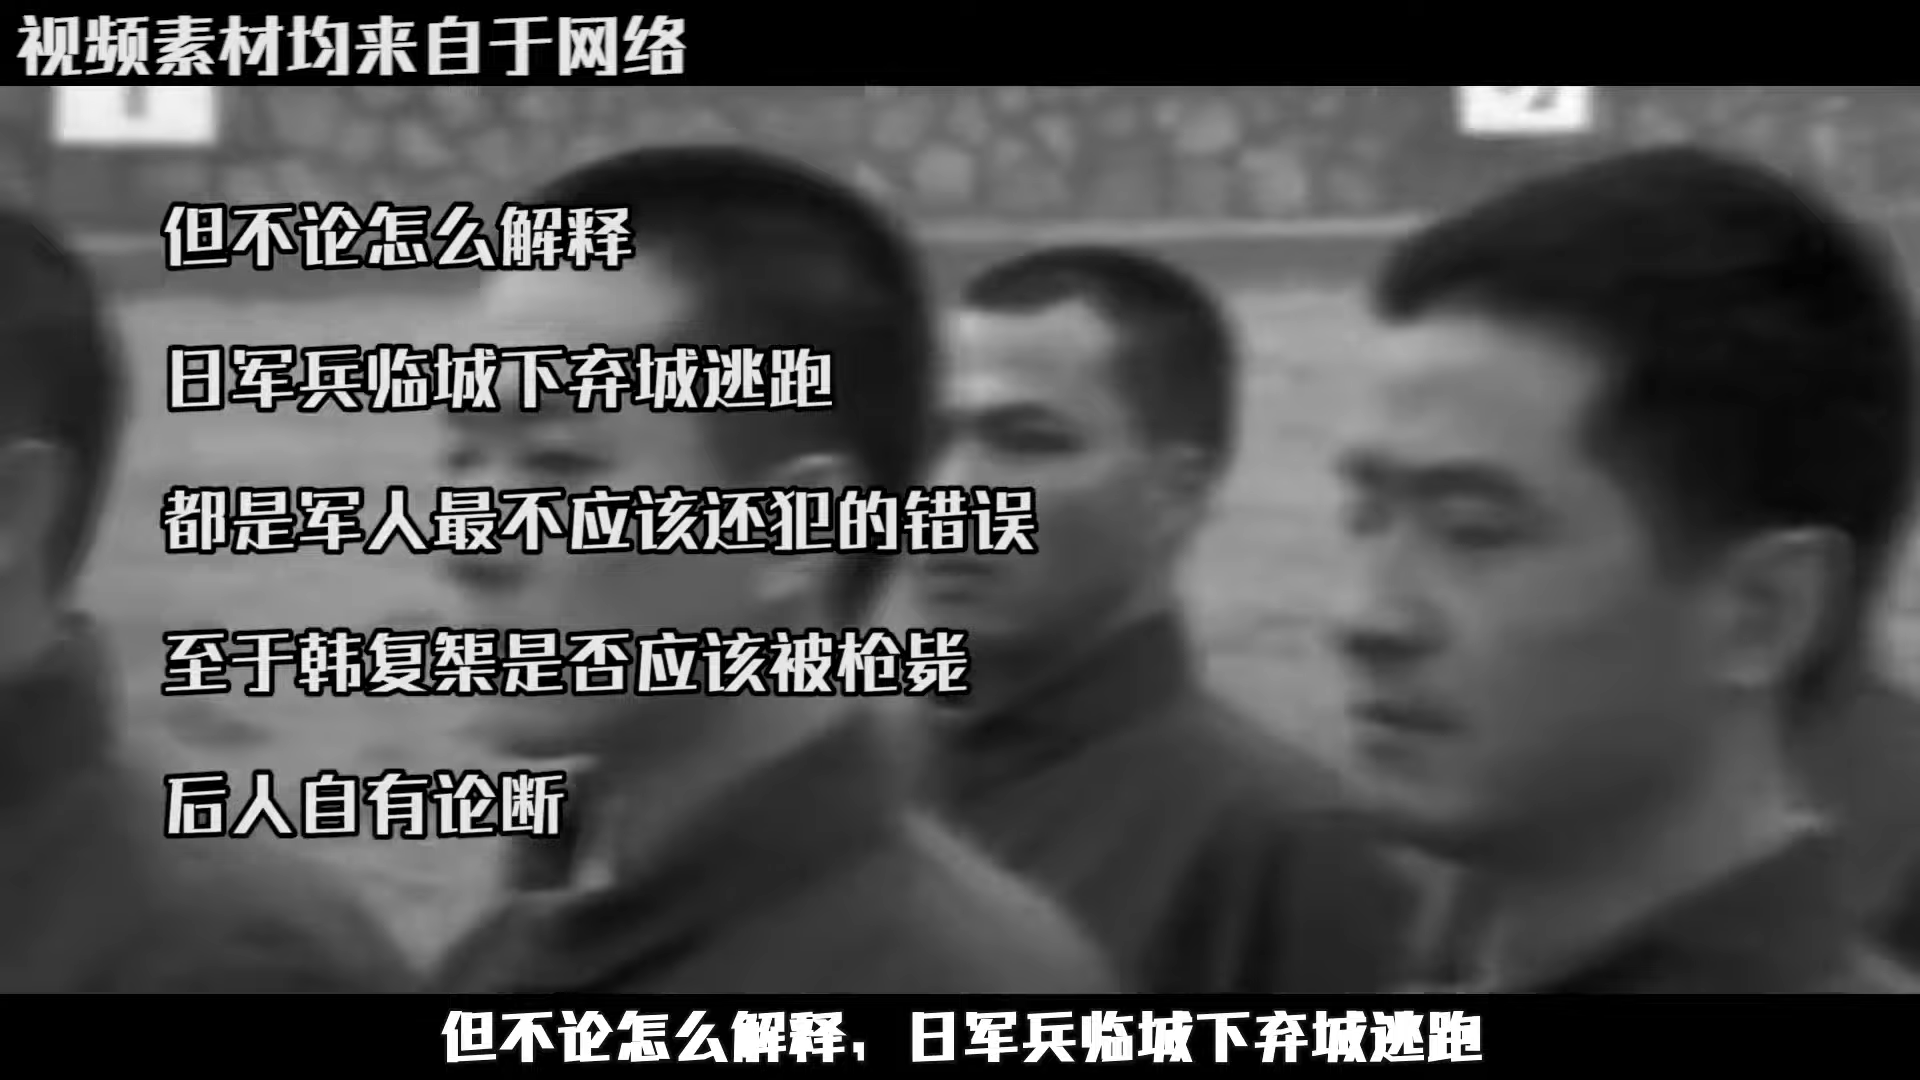 视频素材均来自于网络
但不论怎么解释
日军兵临城下弃城逃跑
都是军人最不应该还犯的错误
至于韩复榘是否应该被枪毙
后人自有论断
但不论怎么解释，日军兵临城下弃城逃跑